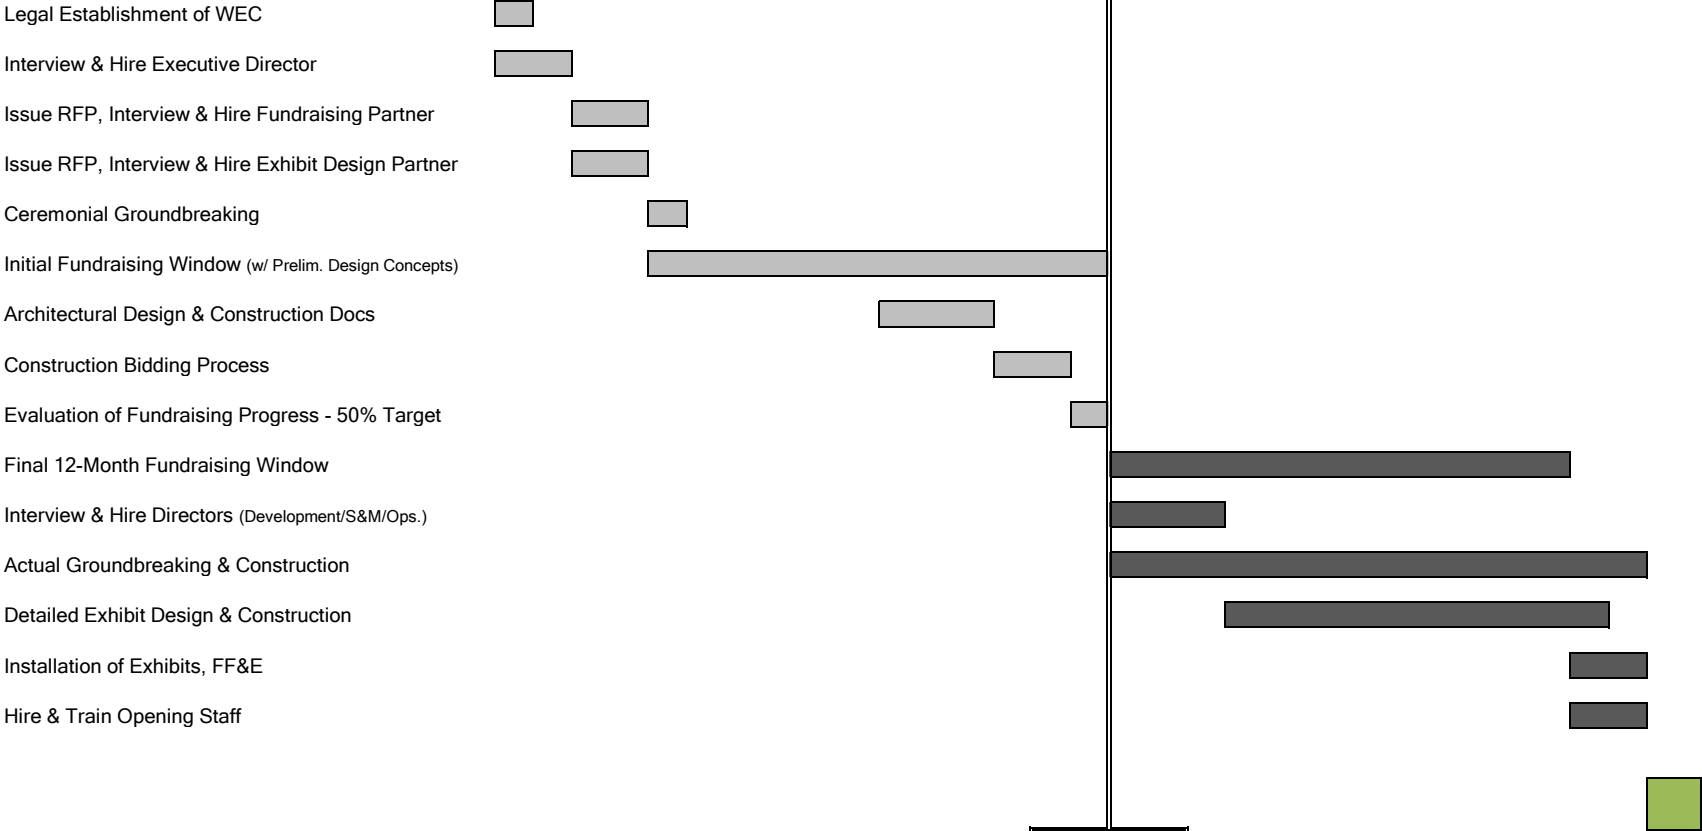 Legal Establishment of WEC
Interview & Hire Executive Director
Issue RFP, Interview & Hire Fundraising Partner
Issue RFP, Interview & Hire Exhibit Design Partner
Ceremonial Groundbreaking
Initial Fundraising Window (w/ Prelim. Design Concepts)
Architectural Design & Construction Docs
Construction Bidding Process
Evaluation of Fundraising Progress - 50% Target
Final 12-Month Fundraising Window
Interview & Hire Directors (Development/S&M/Ops.)
Actual Groundbreaking & Construction
Detailed Exhibit Design & Construction
Installation of Exhibits, FF&E
Hire & Train Opening Staff